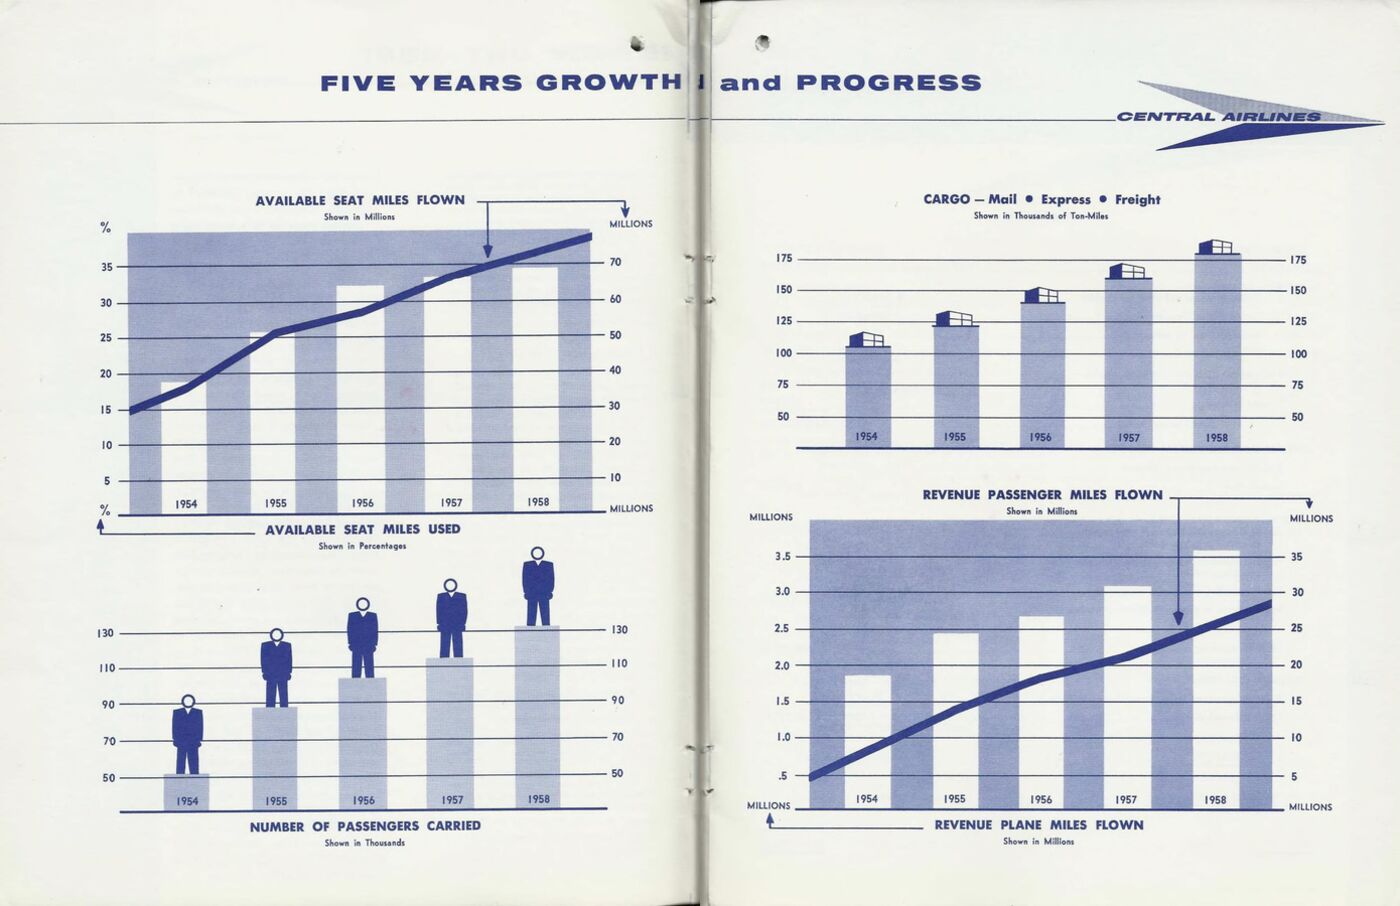 FIVE YEARS GROWTH and PROGRESS
CENTRAL AIRLINES
AVAILABLE SEAT MILES FLOWN
Shown in Millions
% MILLIONS
35 70
30 60
25 50
20 40
15 30
10 20
5 10
1954 1955 1956 1957 1958
% MILLIONS
AVAILABLE SEAT MILES USED
Shown in Percentages
130 130
110 110
90 90
70 70
50 50
1954 1955 1956 1957 1958
NUMBER OF PASSENGERS CARRIED
Shown in Thousands
CARGO — Mail • Express • Freight
Shown in Thousands of Ton-Miles
175 175
150 150
125 125
100 100
75 75
50 50
1954 1955 1956 1957 1958
REVENUE PASSENGER MILES FLOWN
Shown in Millions
MILLIONS MILLIONS
3.5 35
3.0 30
2.5 25
2.0 20
1.5 15
1.0 10
.5 5
1954 1955 1956 1957 1958
MILLIONS MILLIONS
REVENUE PLANE MILES FLOWN
Shown in Millions